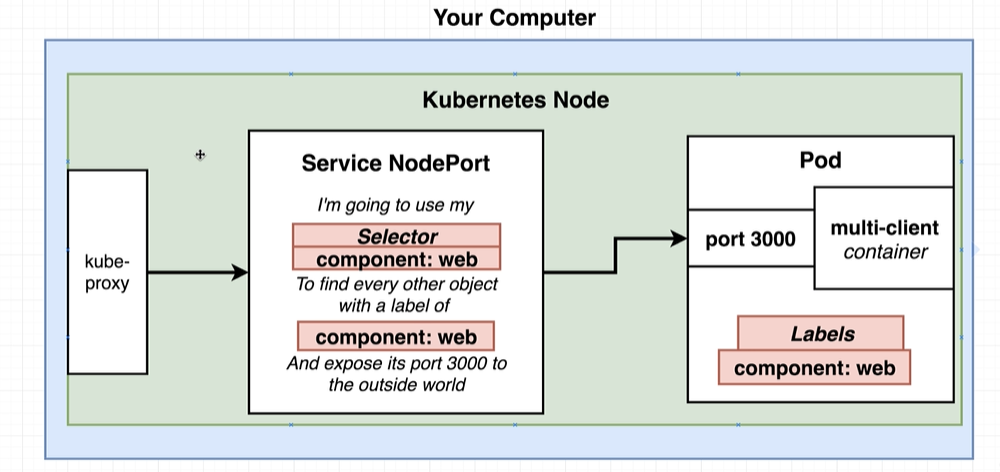 Your Computer
Kubernetes Node
kube-
proxy
Service NodePort
I'm going to use my
Selector
component: web
To find every other object
with a label of
component: web
And expose its port 3000 to
the outside world
Pod
port 3000
multi-client
container
Labels
component: web